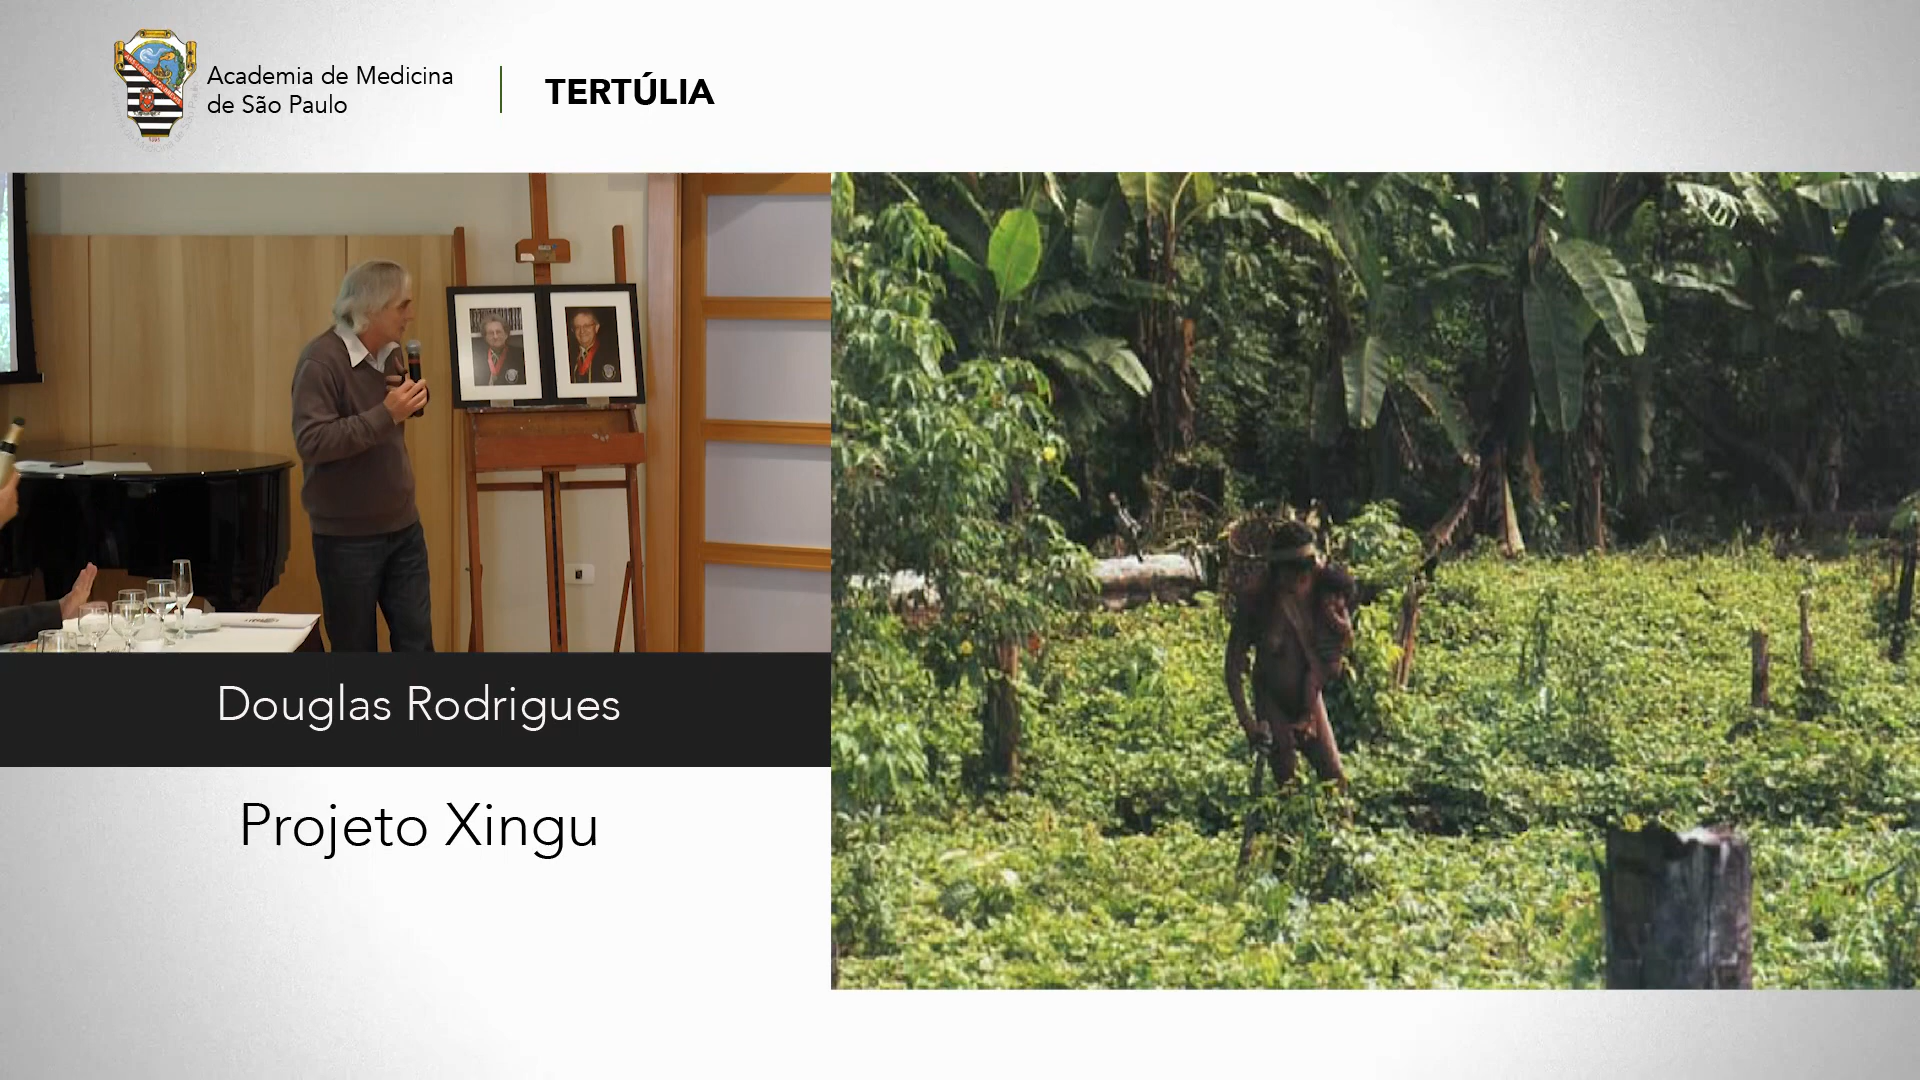 Academia de Medicina
de São Paulo
TERTÚLIA
Douglas Rodrigues
Projeto Xingu